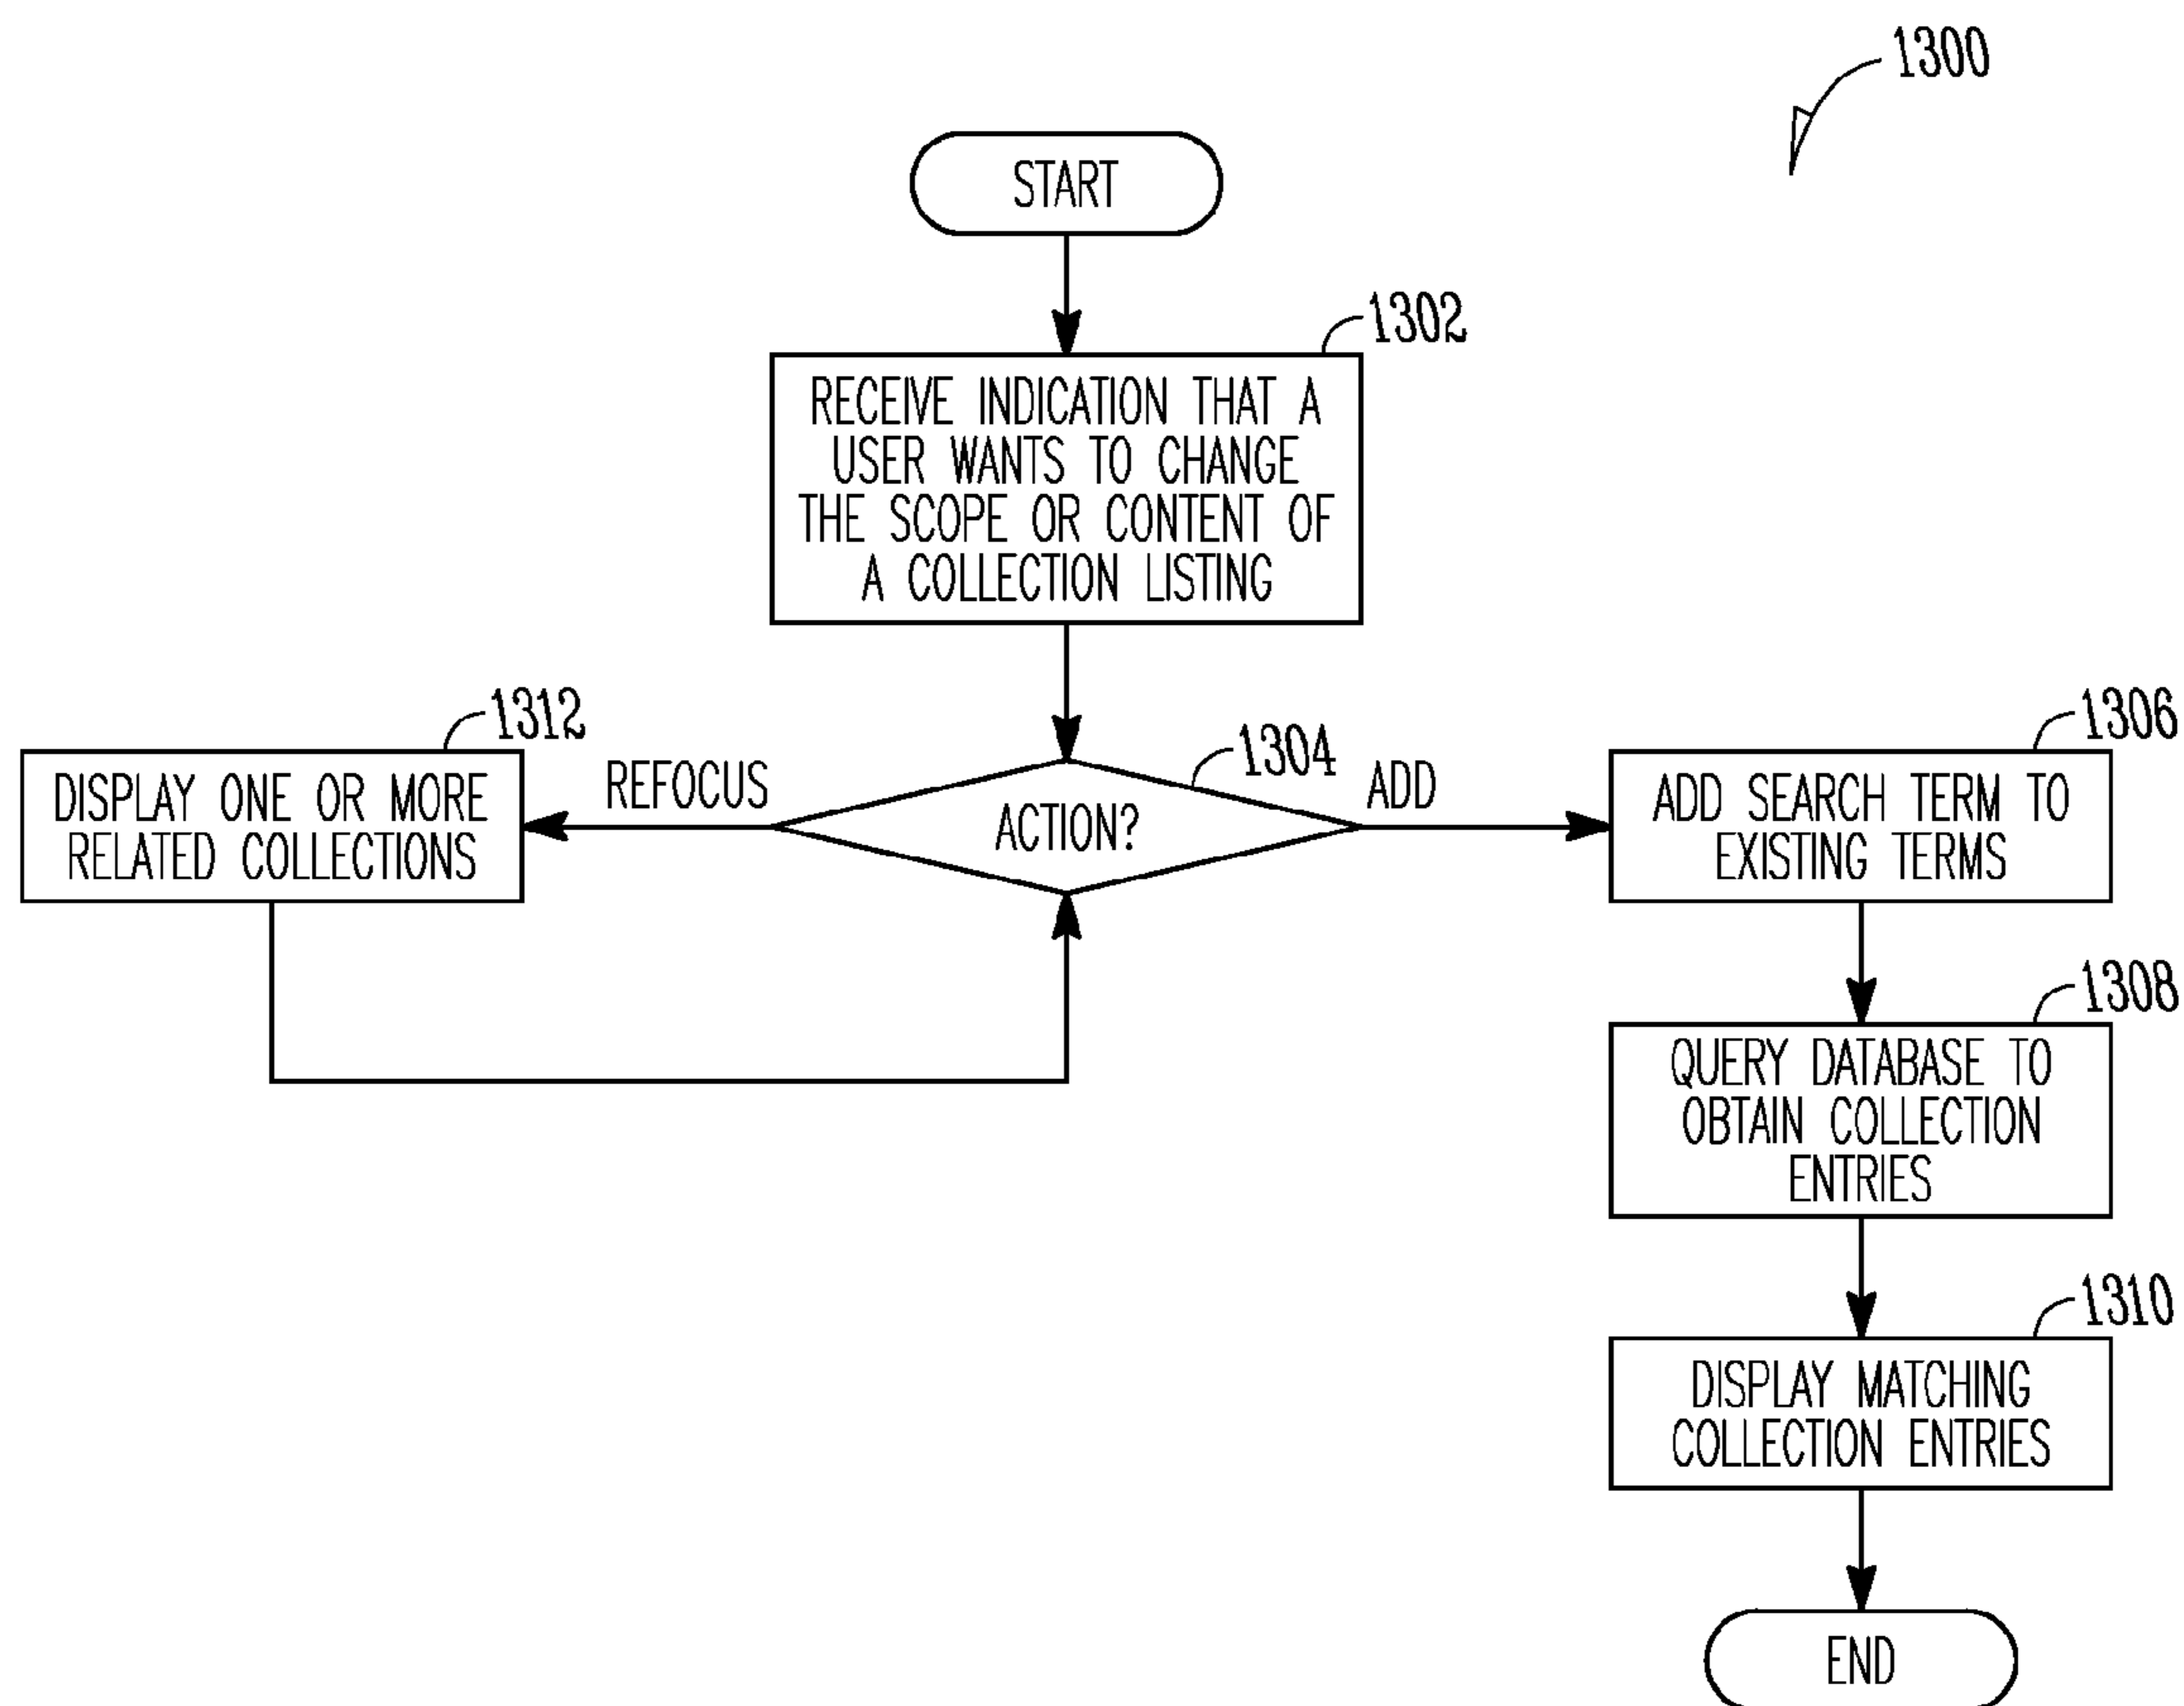 1300
START
1302
RECEIVE INDICATION THAT A
USER WANTS TO CHANGE
THE SCOPE OR CONTENT OF
A COLLECTION LISTING
1312
DISPLAY ONE OR MORE
RELATED COLLECTIONS
REFOCUS
1304
ACTION?
ADD
1306
ADD SEARCH TERM TO
EXISTING TERMS
1308
QUERY DATABASE TO
OBTAIN COLLECTION
ENTRIES
1310
DISPLAY MATCHING
COLLECTION ENTRIES
END